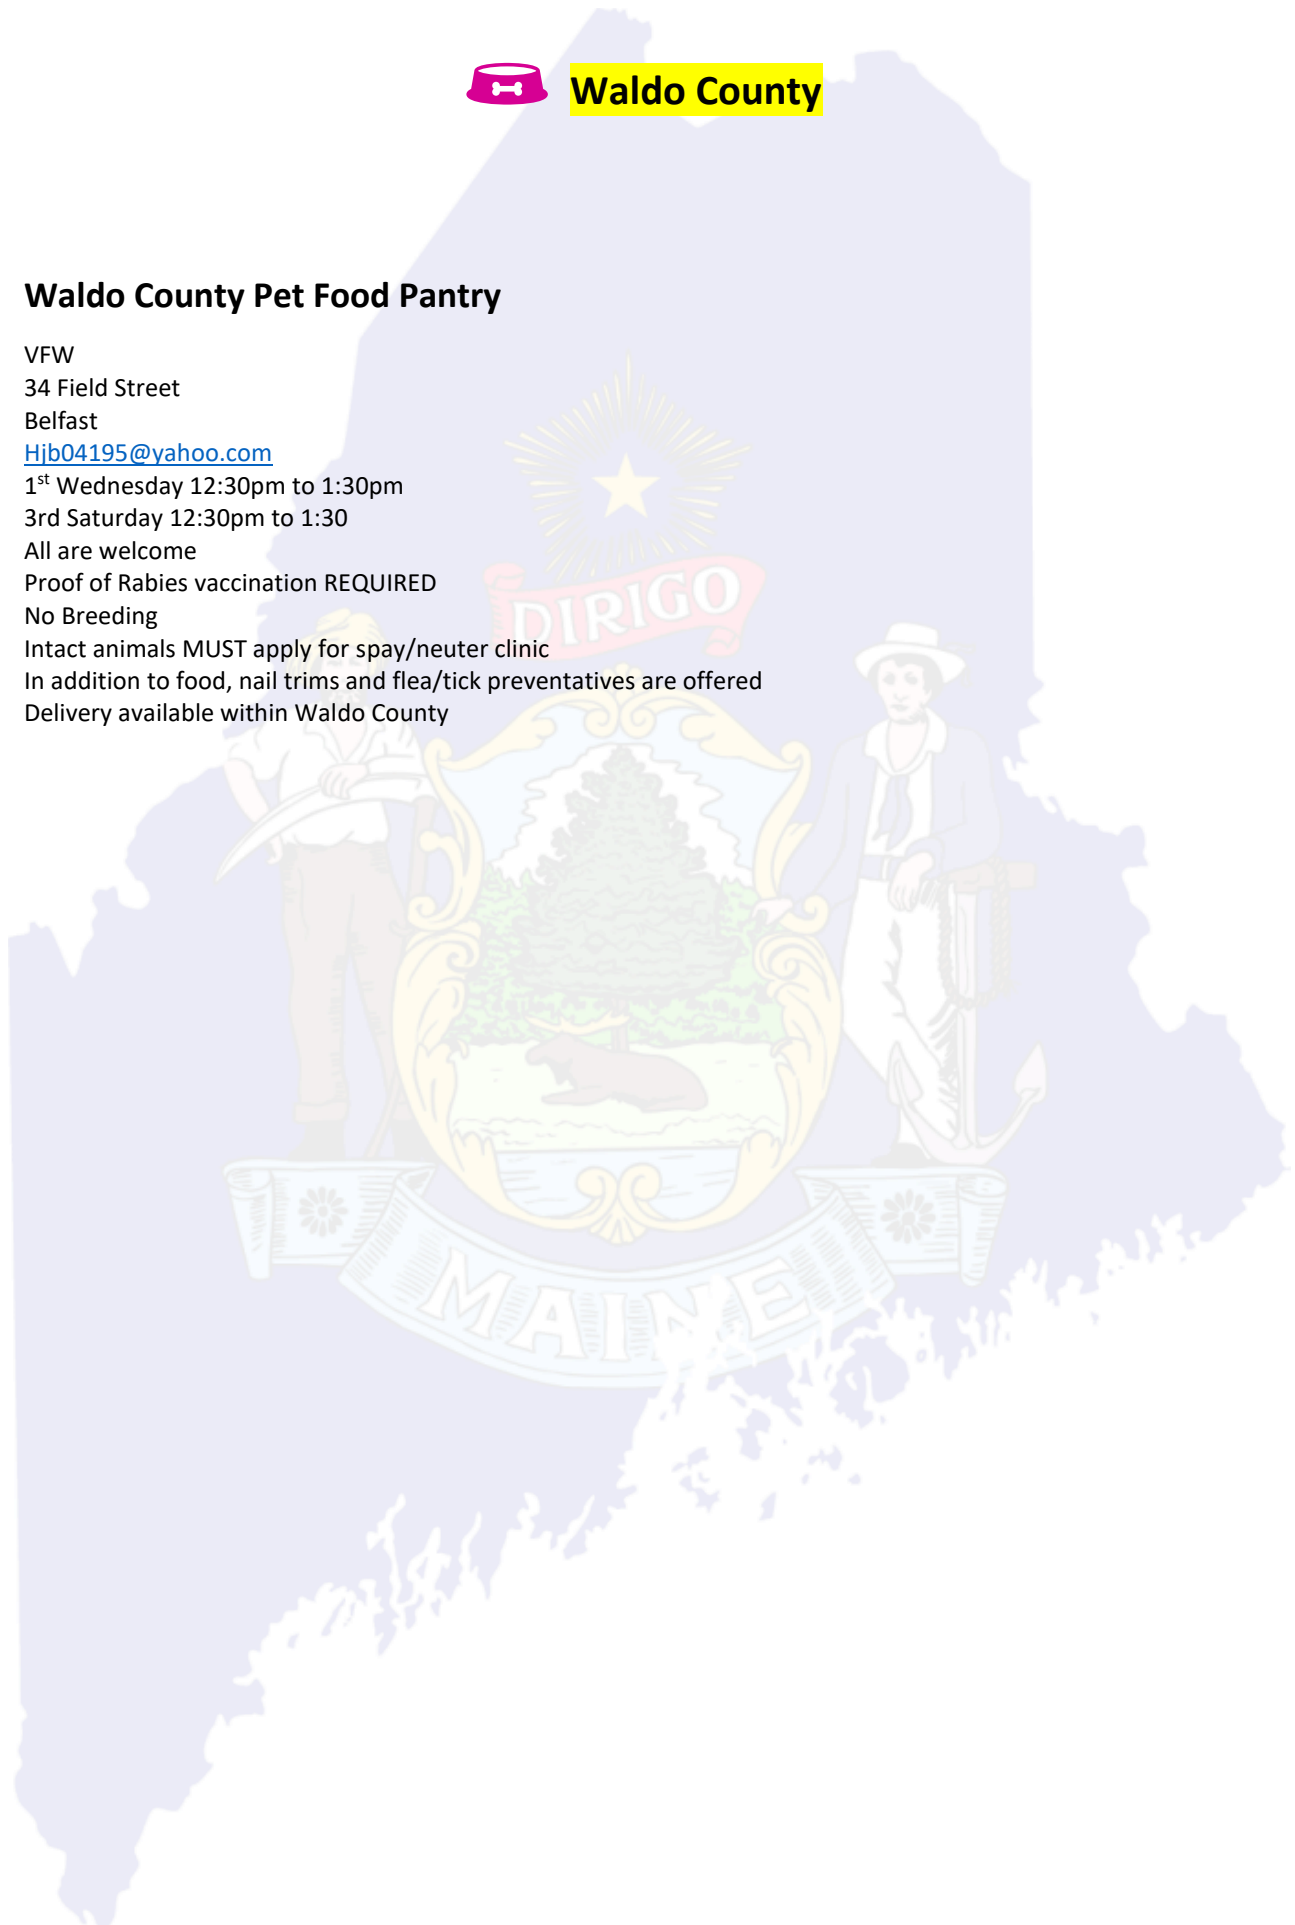 Waldo County
Waldo County Pet Food Pantry
VFW
34 Field Street
Belfast
Hjb04195@yahoo.com
1st Wednesday 12:30pm to 1:30pm
3rd Saturday 12:30pm to 1:30
All are welcome
Proof of Rabies vaccination REQUIRED
No Breeding
Intact animals MUST apply for spay/neuter clinic
In addition to food, nail trims and flea/tick preventatives are offered
Delivery available within Waldo County
DIRIGO
MAINE